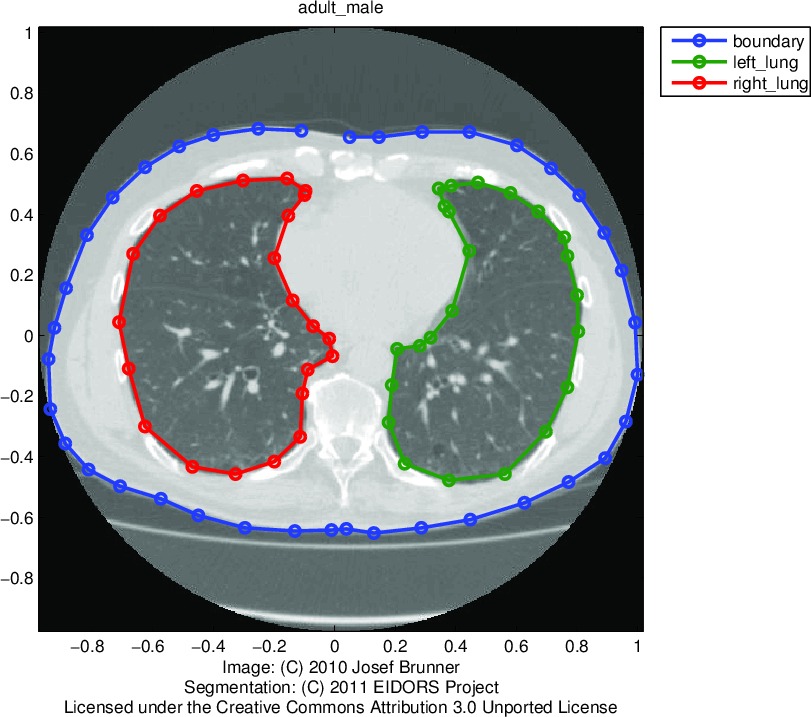 adult_male
boundary
left_lung
right_lung
1
0.8
0.6
0.4
0.2
0
−0.2
−0.4
−0.6
−0.8
−0.8 −0.6 −0.4 −0.2 0 0.2 0.4 0.6 0.8 1
Image: (C) 2010 Josef Brunner
Segmentation: (C) 2011 EIDORS Project
Licensed under the Creative Commons Attribution 3.0 Unported License